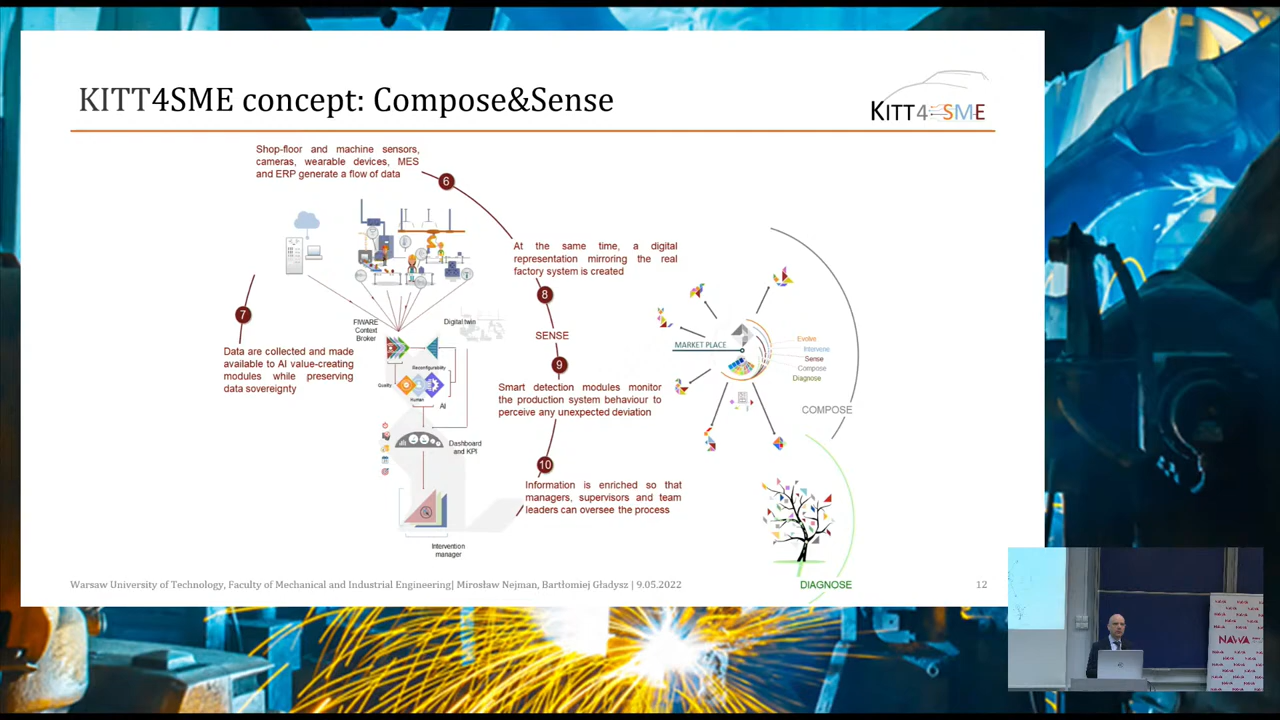 KITT4SME concept: Compose&Sense
KITT4SME
Shop-floor and machine sensors,
cameras, wearable devices, MES
and ERP generate a flow of data
6
At the same time, a digital
representation mirroring the real
factory system is created
8
7
SENSE
FIWARE
Context
Broker
Digital twin
Data are collected and made
available to AI value-creating
modules while preserving
data sovereignty
9
Reconfigurability
Quality
Human
AI
Smart detection modules monitor
the production system behaviour to
perceive any unexpected deviation
Dashboard
and KPI
10
Information is enriched so that
managers, supervisors and team
leaders can oversee the process
Intervention
manager
MARKET PLACE
Evolve
Intervene
Sense
Compose
Diagnose
COMPOSE
DIAGNOSE
Warsaw University of Technology, Faculty of Mechanical and Industrial Engineering| Mirosław Nejman, Bartłomiej Gładysz | 9.05.2022
12
NAWA